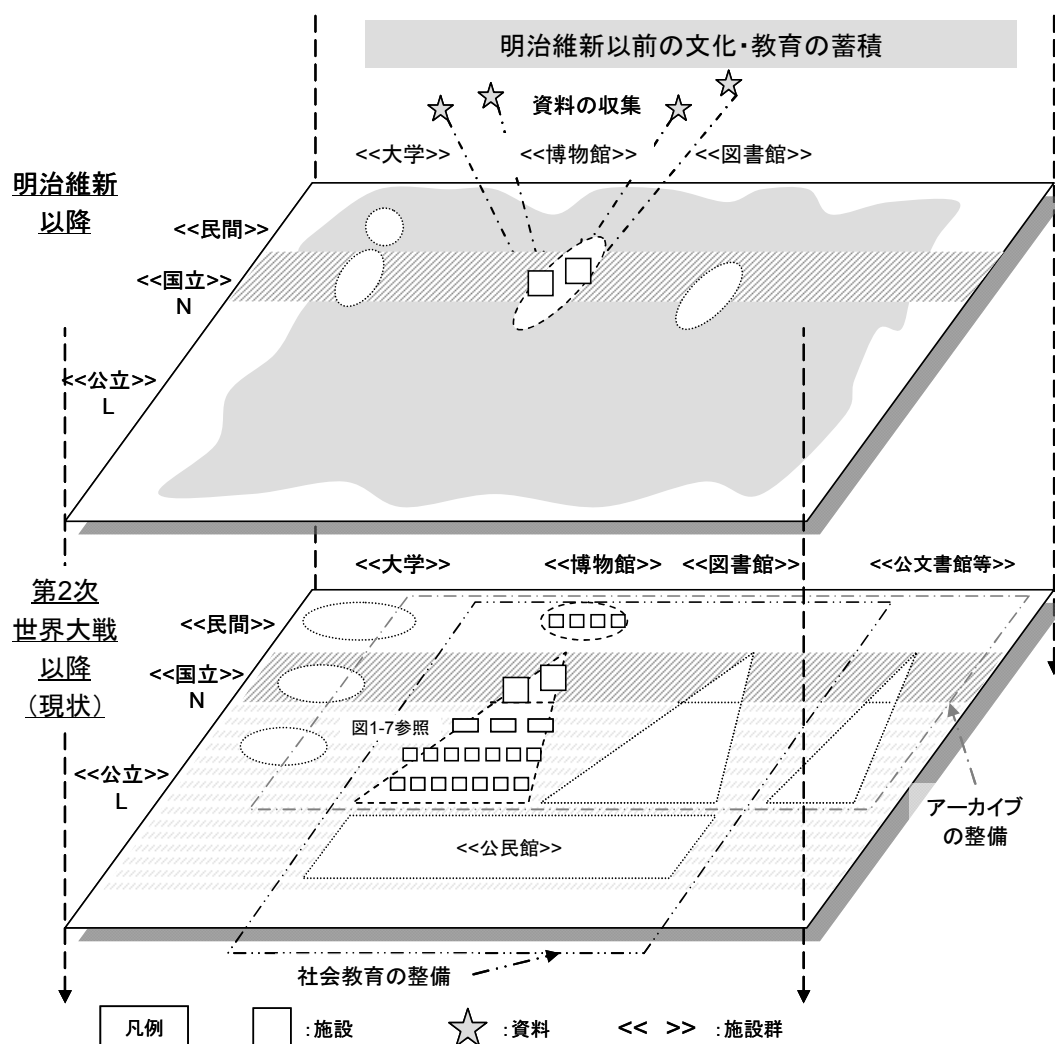 明治維新以前の文化・教育の蓄積
資料の収集
<<大学>>
<<博物館>>
<<図書館>>
明治維新
以降
<<民間>>
<<国立>>
N
<<公立>>
L
<<大学>>
<<博物館>>
<<図書館>>
<<公文書館等>>
第2次
世界大戦
以降
（現状）
<<民間>>
<<国立>>
N
図1-7参照
<<公立>>
L
アーカイブ
の整備
<<公民館>>
社会教育の整備
凡例
:施設
:資料
<< >> :施設群